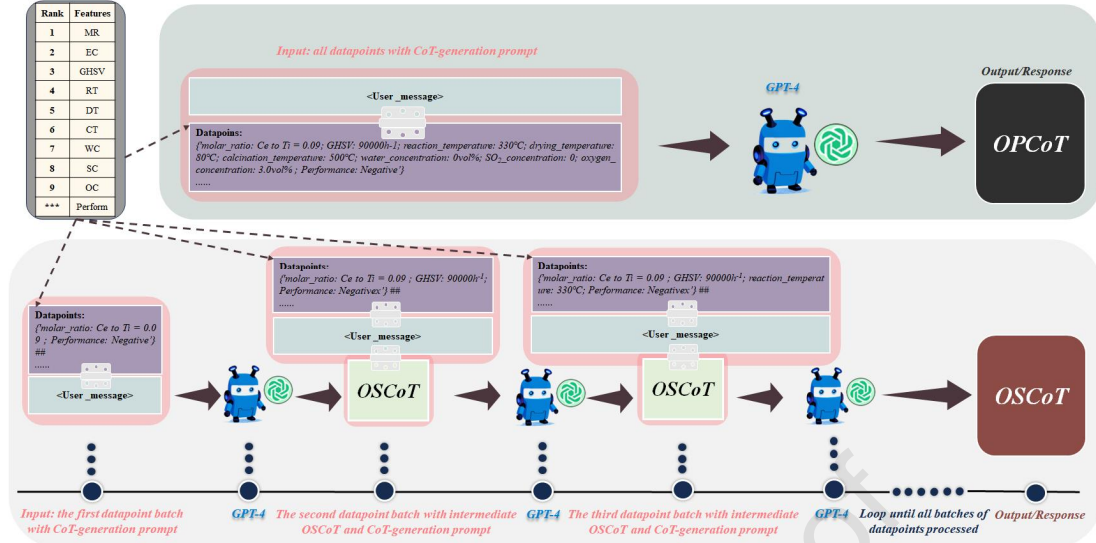 Rank Features
1 MR
2 EC
3 GHSV
4 RT
5 DT
6 CT
7 WC
8 SC
9 OC
*** Perform
Input: all datapoints with CoT-generation prompt
<User_message>
Datapoins:
{'molar_ratio: Ce to Ti = 0.09; GHSV: 90000h-1; reaction_temperature: 330℃; drying_temperature:
80℃; calcination_temperature: 500℃; water_concentration: 0vol%; SO₂_concentration: 0; oxygen_
concentration: 3.0vol% ; Performance: Negative'}
......
GPT-4
Output/Response
OPCoT
Datapoints:
{'molar_ratio: Ce to Ti = 0.0
9 ; Performance: Negative'}
##
......
<User_message>
Datapoints:
{'molar_ratio: Ce to Ti = 0.09 ; GHSV: 90000h⁻¹;
Performance: Negativex'} ##
......
<User_message>
OSCoT
Datapoints:
{'molar_ratio: Ce to Ti = 0.09 ; GHSV: 90000h⁻¹; reaction_temperat
ure: 330℃; Performance: Negativex'} ##
......
<User_message>
OSCoT
OSCoT
Input: the first datapoint batch
with CoT-generation prompt
GPT-4
The second datapoint batch with intermediate
OSCoT and CoT-generation prompt
GPT-4
The third datapoint batch with intermediate
OSCoT and CoT-generation prompt
GPT-4
Loop until all batches of
datapoints processed
Output/Response